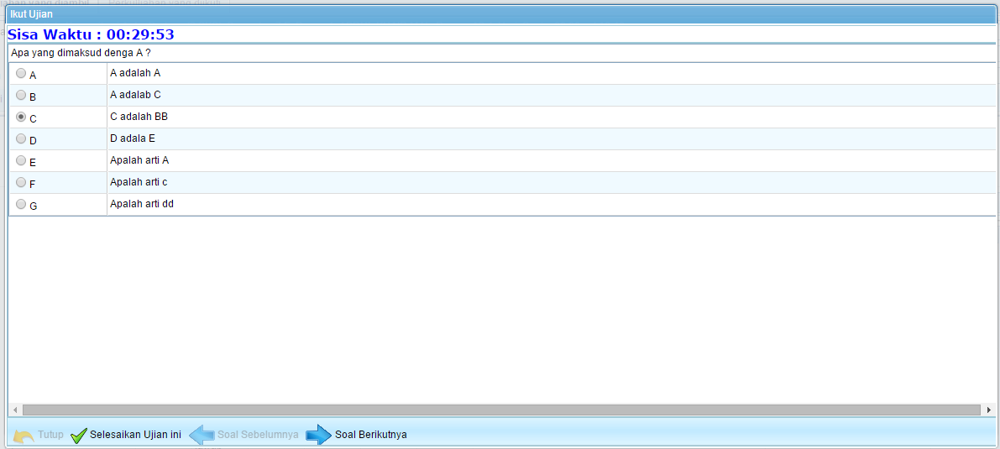 Ikut Ujian
Sisa Waktu : 00:29:53
Apa yang dimaksud denga A ?
A A adalah A
B A adalab C
C C adalah BB
D D adala E
E Apalah arti A
F Apalah arti c
G Apalah arti dd
Tutup Selesaikan Ujian ini Soal Sebelumnya Soal Berikutnya